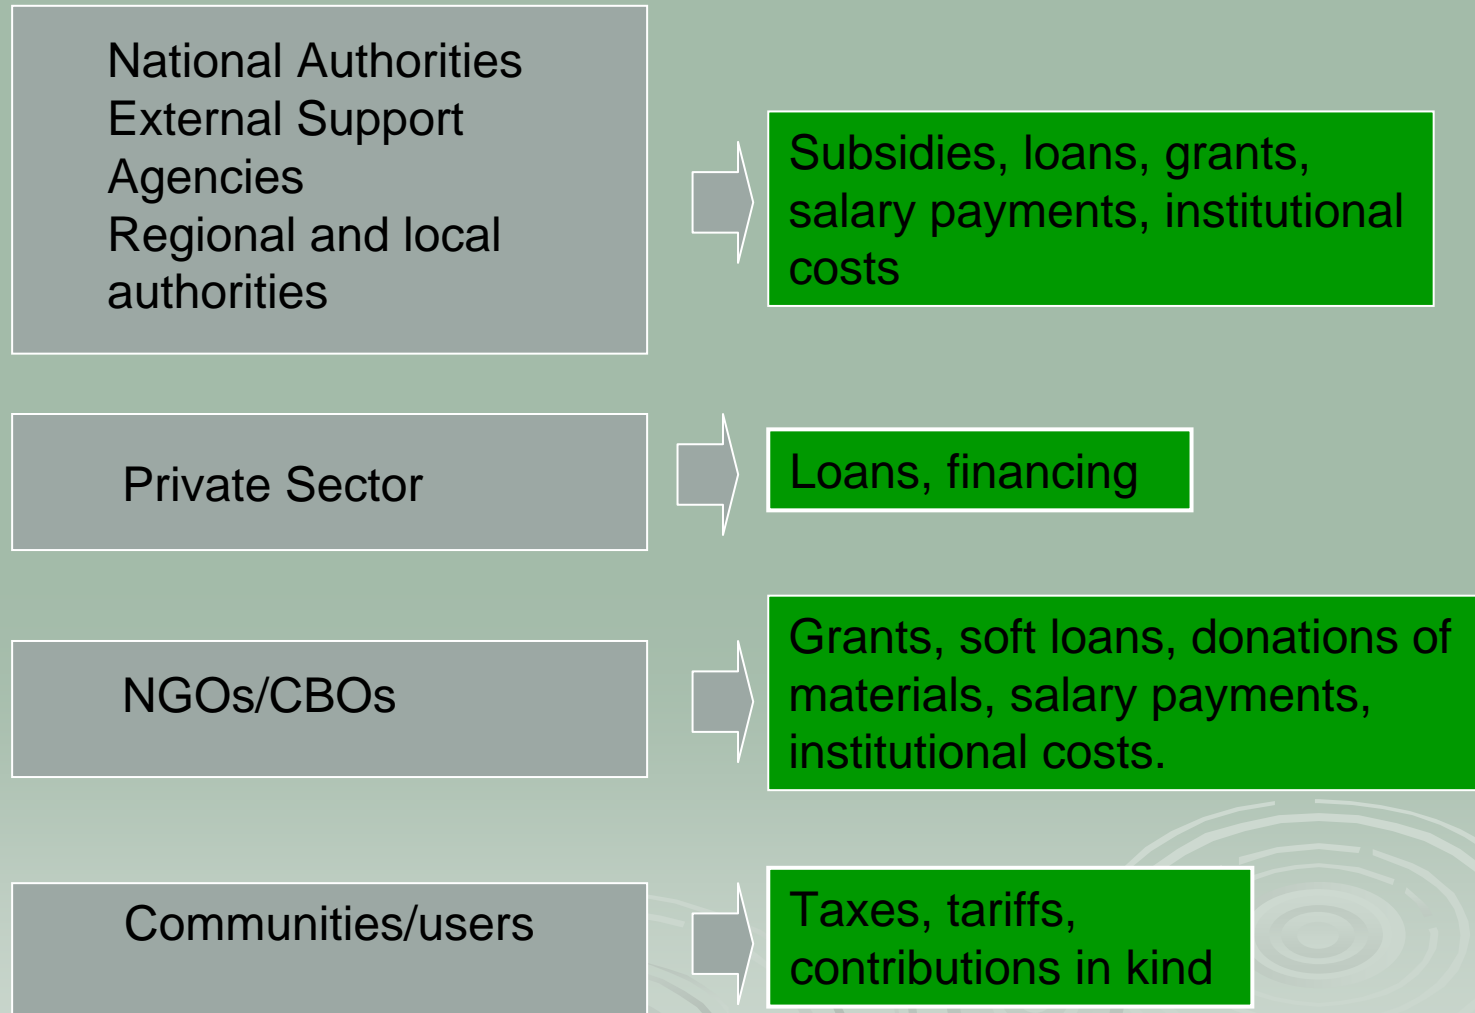 National Authorities
External Support
Agencies
Regional and local
authorities
Subsidies, loans, grants,
salary payments, institutional
costs
Private Sector
Loans, financing
NGOs/CBOs
Grants, soft loans, donations of
materials, salary payments,
institutional costs.
Communities/users
Taxes, tariffs,
contributions in kind